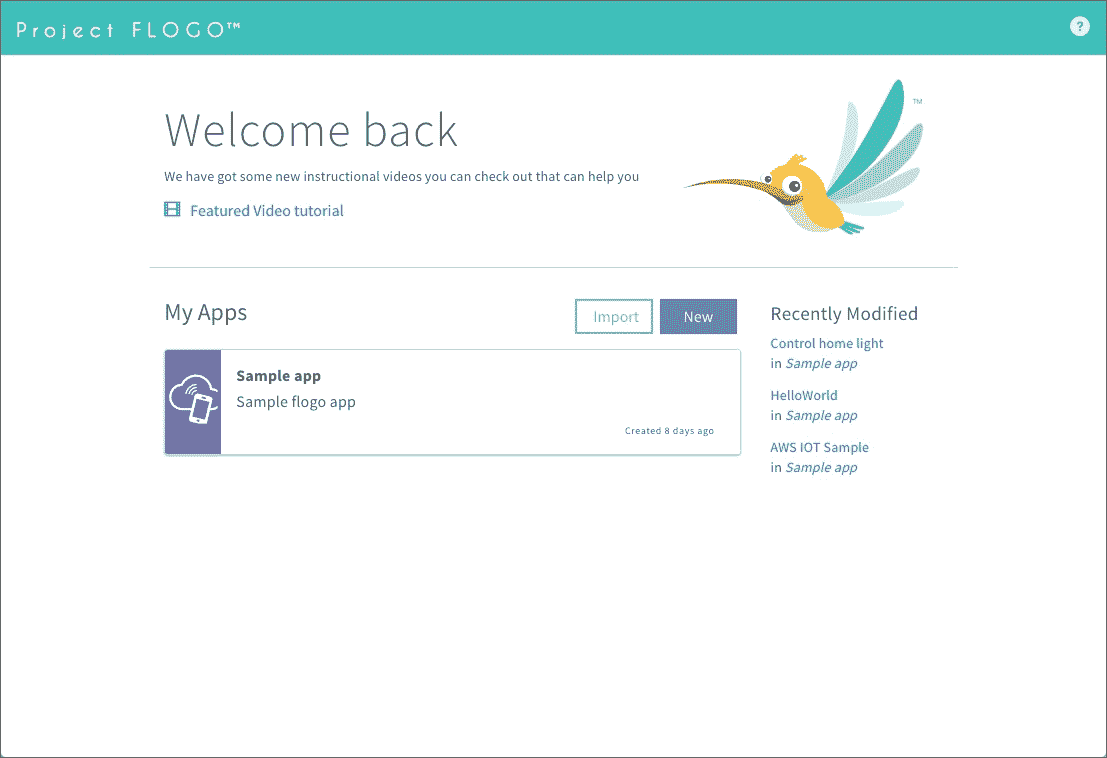 Project FLOGO™
?
Welcome back
TM
We have got some new instructional videos you can check out that can help you
Featured Video tutorial
My Apps
Import
New
Sample app
Sample flogo app
Created 8 days ago
Recently Modified
Control home light
in Sample app
HelloWorld
in Sample app
AWS IOT Sample
in Sample app